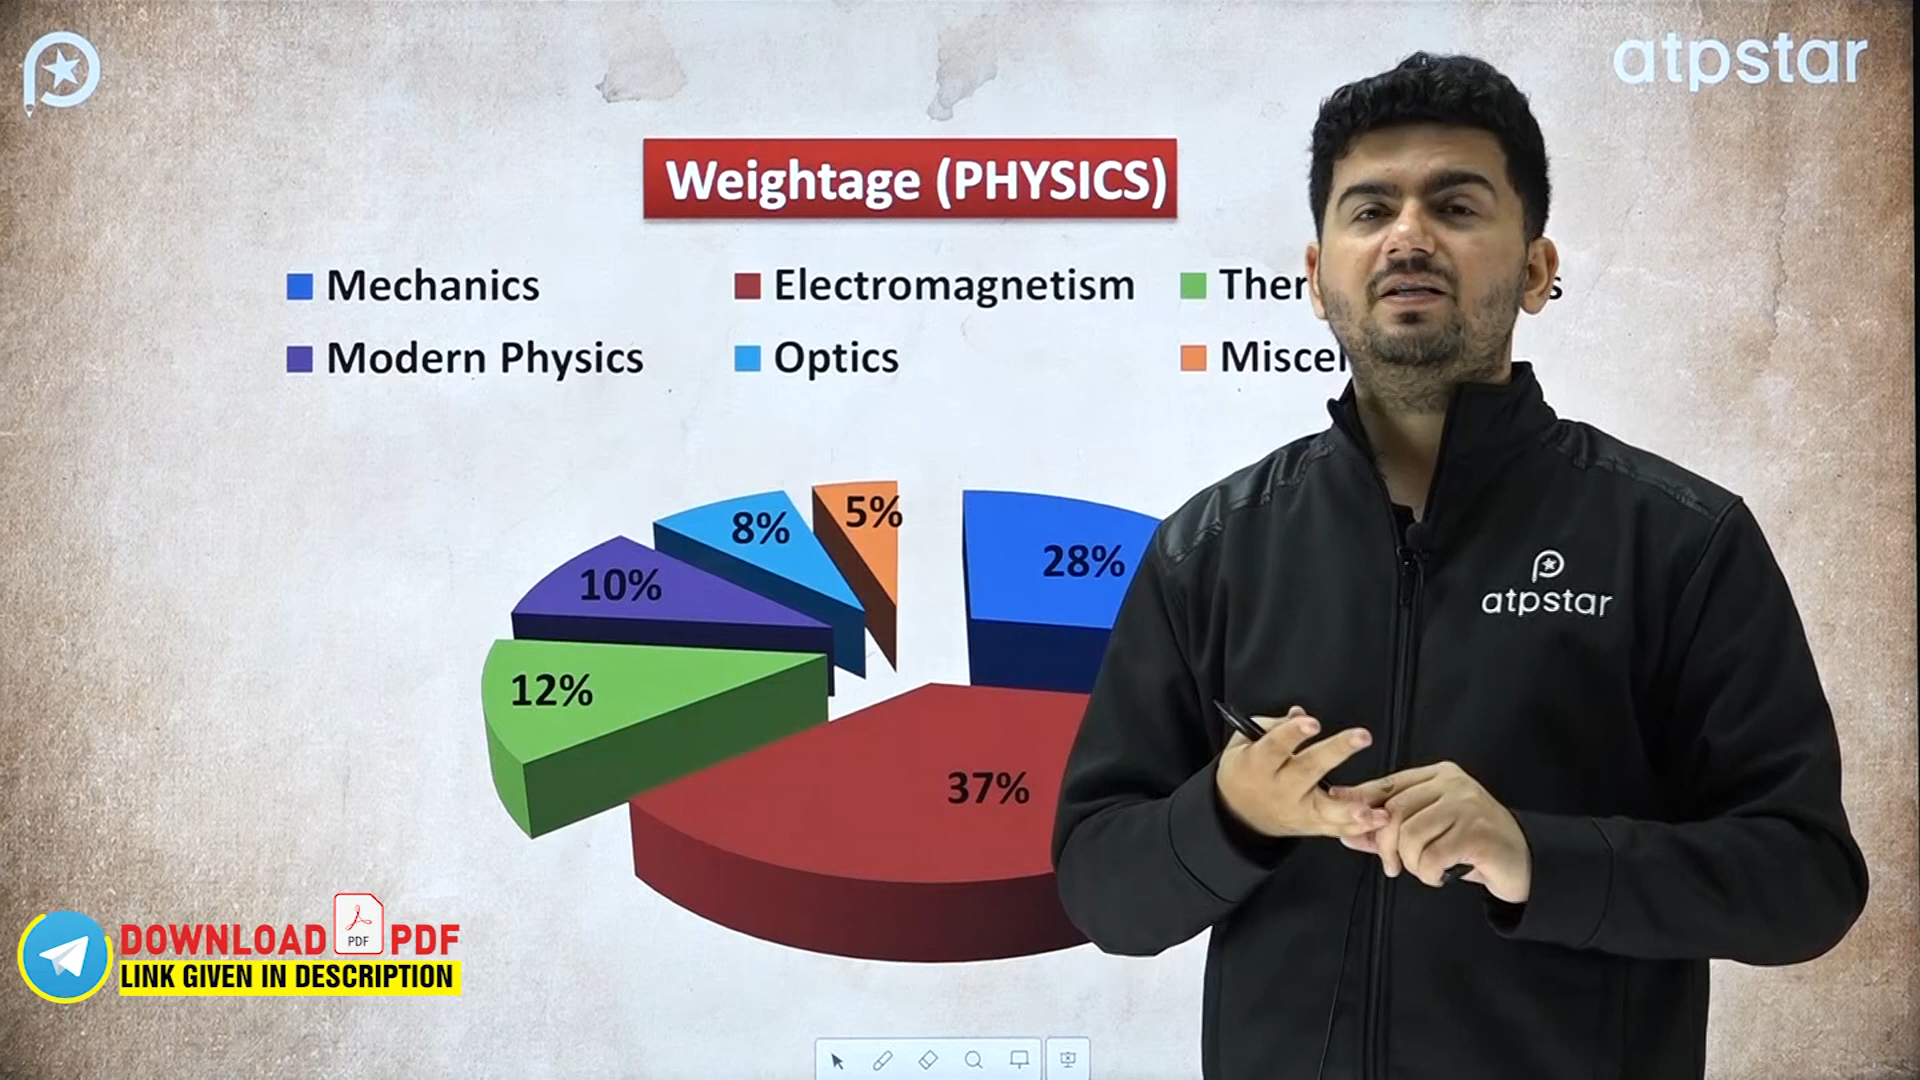 atpstar
Weightage (PHYSICS)
Mechanics
Electromagnetism
Modern Physics
Optics
5%
8%
28%
10%
12%
37%
atpstar
DOWNLOAD PDF PDF
LINK GIVEN IN DESCRIPTION